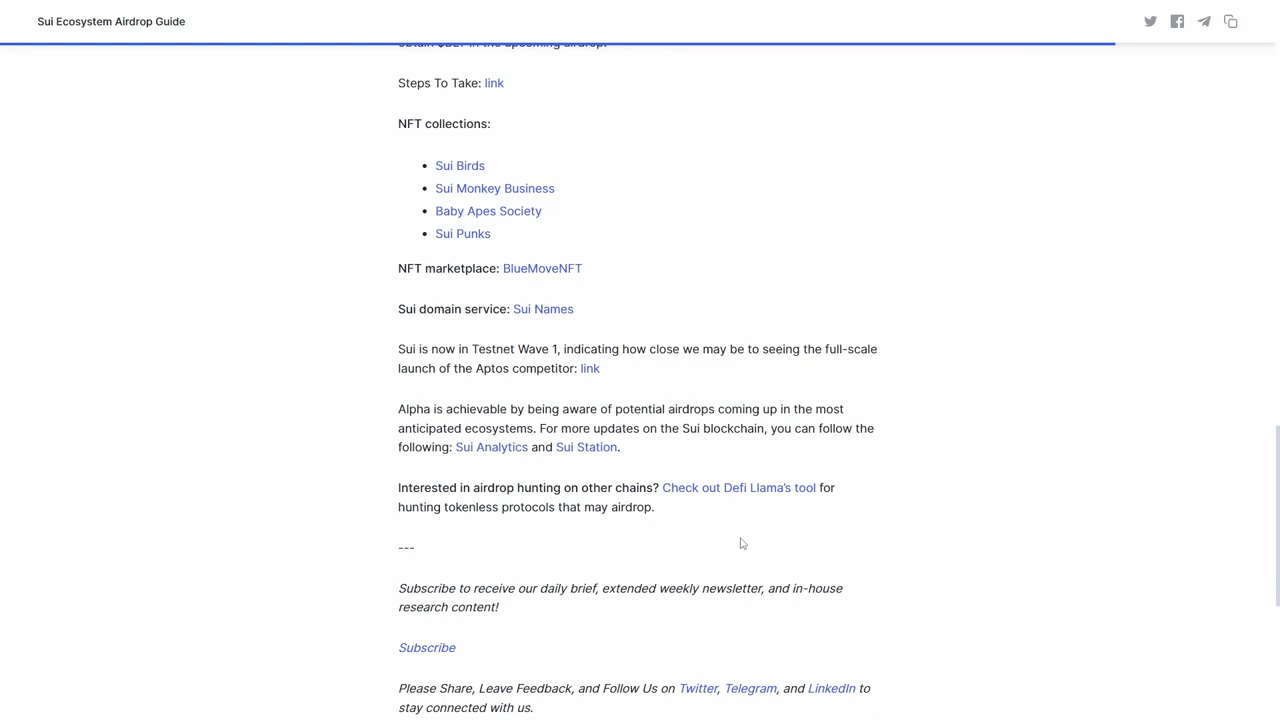 Sui Ecosystem Airdrop Guide
Steps To Take: link
NFT collections:
• Sui Birds
• Sui Monkey Business
• Baby Apes Society
• Sui Punks
NFT marketplace: BlueMoveNFT
Sui domain service: Sui Names
Sui is now in Testnet Wave 1, indicating how close we may be to seeing the full-scale
launch of the Aptos competitor: link
Alpha is achievable by being aware of potential airdrops coming up in the most
anticipated ecosystems. For more updates on the Sui blockchain, you can follow the
following: Sui Analytics and Sui Station.
Interested in airdrop hunting on other chains? Check out Defi Llama's tool for
hunting tokenless protocols that may airdrop.
---
Subscribe to receive our daily brief, extended weekly newsletter, and in-house
research content!
Subscribe
Please Share, Leave Feedback, and Follow Us on Twitter, Telegram, and LinkedIn to
stay connected with us.